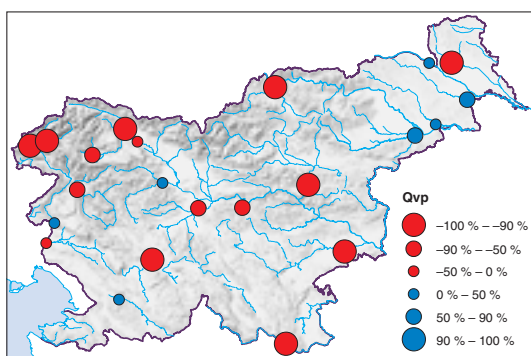 Qvp
–100 % – –90 %
–90 % – –50 %
–50 % – 0 %
0 % – 50 %
50 % – 90 %
90 % – 100 %